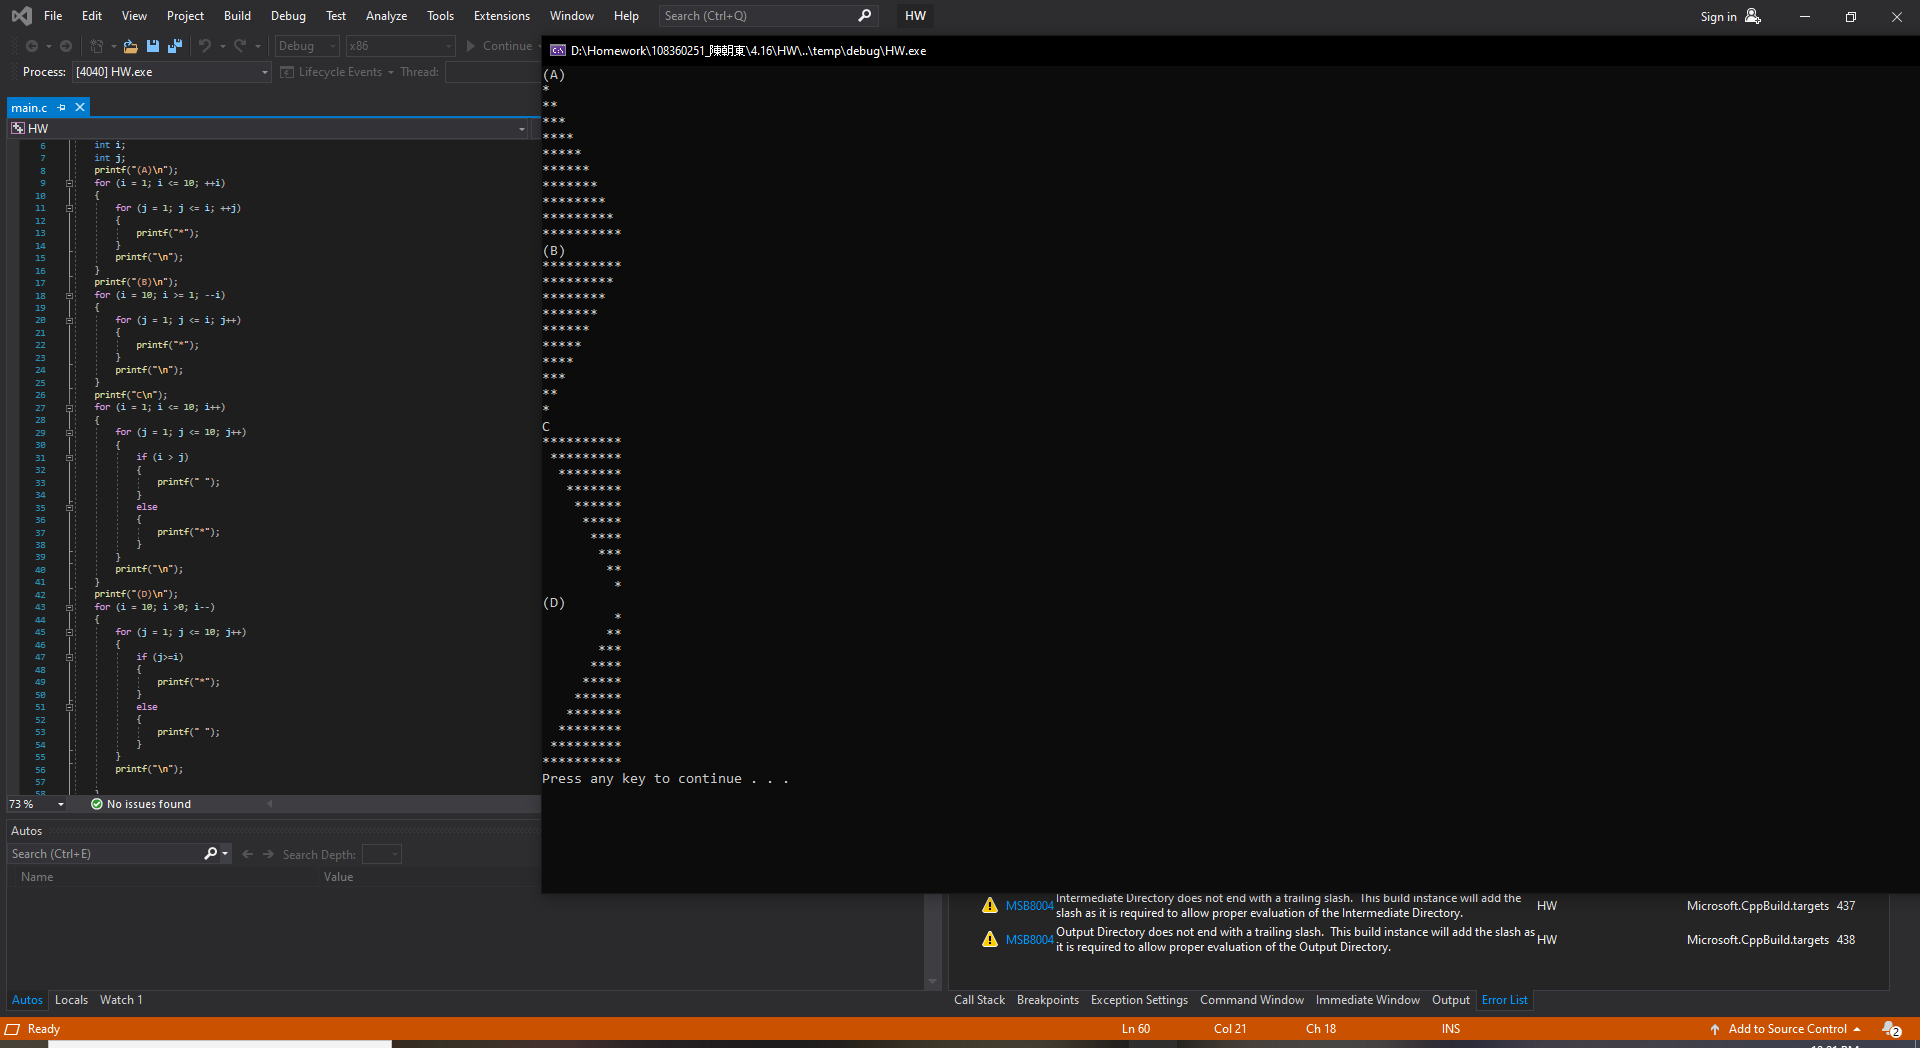 File Edit View Project Build Debug Test Analyze Tools Extensions Window Help Search (Ctrl+Q) HW Sign in
Debug x86 Continue
Process: [4040] HW.exe Lifecycle Events Thread:
D:\Homework\108360251_陳朝東\4.16\HW\..\temp\debug\HW.exe
main.c
HW
6 int i;
7 int j;
8 printf("(A)\n");
9 for (i = 1; i <= 10; ++i)
10 {
11 for (j = 1; j <= i; ++j)
12 {
13 printf("*");
14 }
15 printf("\n");
16 }
17 printf("(B)\n");
18 for (i = 10; i >= 1; --i)
19 {
20 for (j = 1; j <= i; j++)
21 {
22 printf("*");
23 }
24 printf("\n");
25 }
26 printf("C\n");
27 for (i = 1; i <= 10; i++)
28 {
29 for (j = 1; j <= 10; j++)
30 {
31 if (i > j)
32 {
33 printf(" ");
34 }
35 else
36 {
37 printf("*");
38 }
39 }
40 printf("\n");
41 }
42 printf("(D)\n");
43 for (i = 10; i >0; i--)
44 {
45 for (j = 1; j <= 10; j++)
46 {
47 if (j>=i)
48 {
49 printf("*");
50 }
51 else
52 {
53 printf(" ");
54 }
55 }
56 printf("\n");
57
58 }
73 % No issues found
(A)
*
**
***
****
*****
******
*******
********
*********
**********
(B)
**********
*********
********
*******
******
*****
****
***
**
*
C
**********
 *********
  ********
   *******
    ******
     *****
      ****
       ***
        **
         *
(D)
         *
        **
       ***
      ****
     *****
    ******
   *******
  ********
 *********
**********
Press any key to continue . . .
Autos
Search (Ctrl+E) Search Depth:
Name Value
MSB8004 Intermediate Directory does not end with a trailing slash. This build instance will add the slash as it is required to allow proper evaluation of the Intermediate Directory. HW Microsoft.CppBuild.targets 437
MSB8004 Output Directory does not end with a trailing slash. This build instance will add the slash as it is required to allow proper evaluation of the Output Directory. HW Microsoft.CppBuild.targets 438
Autos Locals Watch 1
Call Stack Breakpoints Exception Settings Command Window Immediate Window Output Error List
Ready Ln 60 Col 21 Ch 18 INS Add to Source Control 2